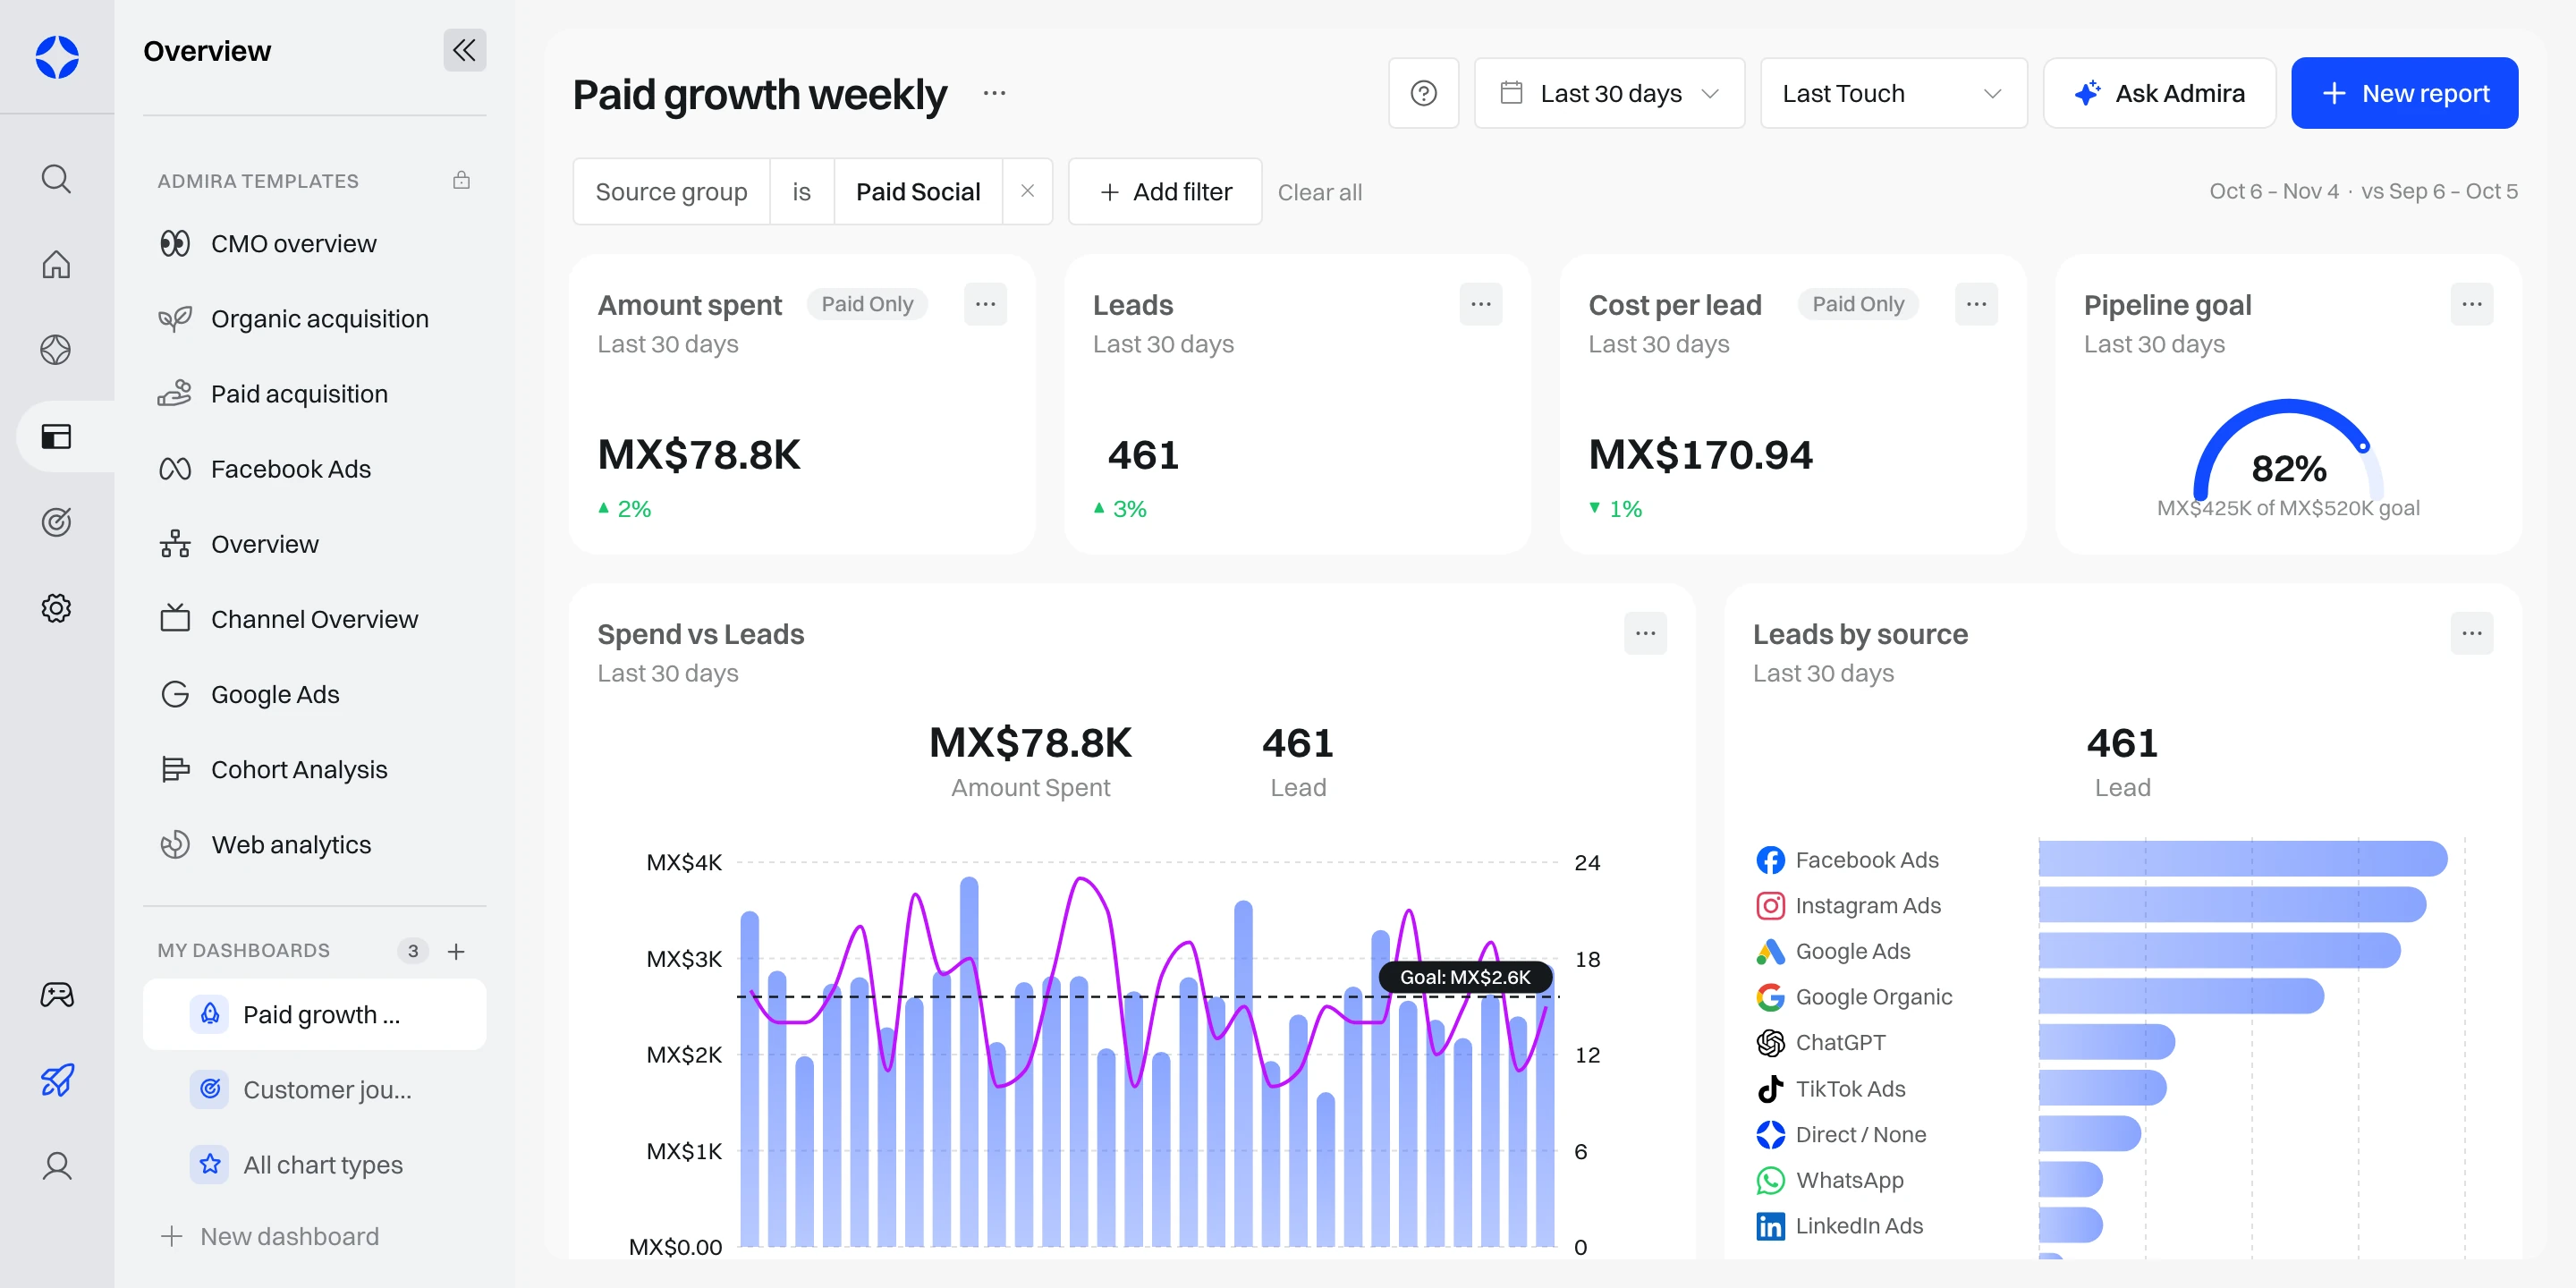 Overview
ADMIRA TEMPLATES
CMO overview
Organic acquisition
Paid acquisition
Facebook Ads
Overview
Channel Overview
Google Ads
Cohort Analysis
Web analytics
MY DASHBOARDS 3
Paid growth ...
Customer jou...
All chart types
New dashboard
Paid growth weekly
Last 30 days
Last Touch
Ask Admira
New report
Source group is Paid Social
Add filter
Clear all
Oct 6 – Nov 4 · vs Sep 6 – Oct 5
Amount spent Paid Only
Last 30 days
MX$78.8K
2%
Leads
Last 30 days
461
3%
Cost per lead Paid Only
Last 30 days
MX$170.94
1%
Pipeline goal
Last 30 days
82%
MX$425K of MX$520K goal
Spend vs Leads
Last 30 days
MX$78.8K 461
Amount Spent Lead
MX$4K 24
MX$3K 18
Goal: MX$2.6K
MX$2K 12
MX$1K 6
MX$0.00 0
Leads by source
Last 30 days
461
Lead
Facebook Ads
Instagram Ads
Google Ads
Google Organic
ChatGPT
TikTok Ads
Direct / None
WhatsApp
LinkedIn Ads